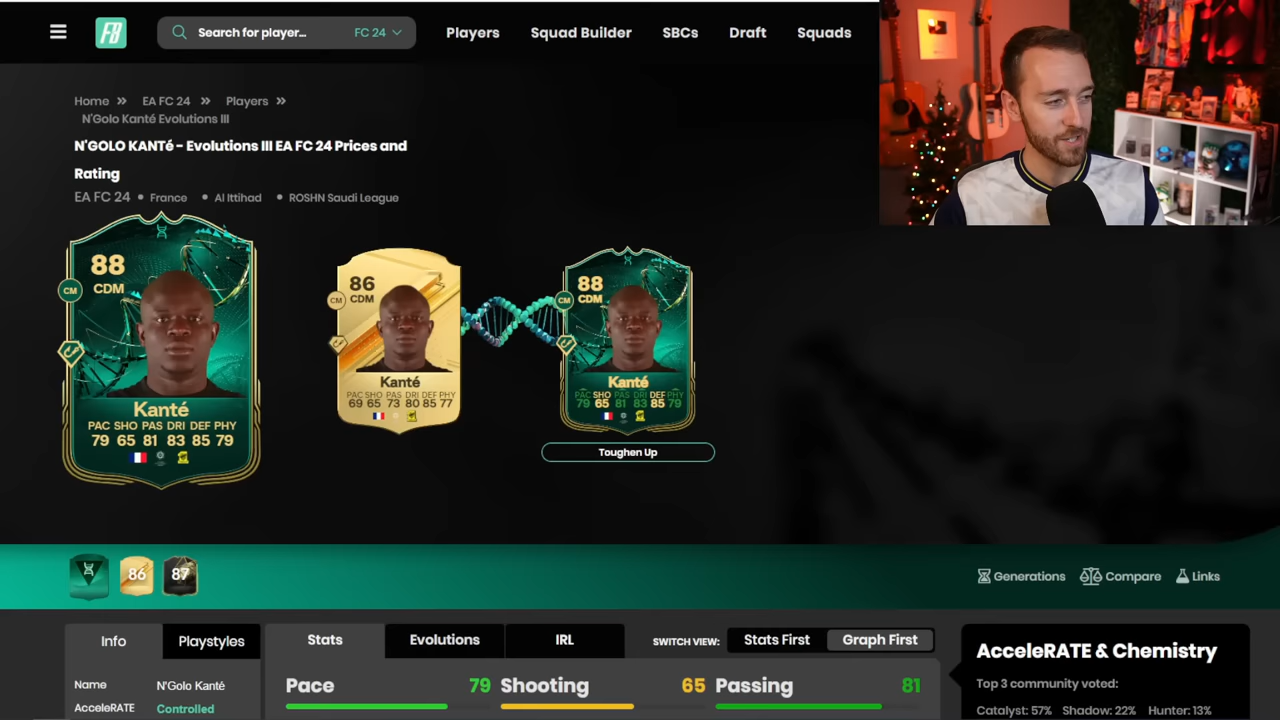 FB
Search for player... FC 24
Players Squad Builder SBCs Draft Squads
Home » EA FC 24 » Players »
N'Golo Kanté Evolutions III
N'GOLO KANTé - Evolutions III EA FC 24 Prices and
Rating
EA FC 24 • France • Al Ittihad • ROSHN Saudi League
88
CDM
CM
Kanté
PAC SHO PAS DRI DEF PHY
79 65 81 83 85 79
86
CDM
CM
Kanté
PAC SHO PAS DRI DEF PHY
69 65 73 80 85 77
88
CDM
CM
Kanté
PAC SHO PAS DRI DEF PHY
79 65 81 83 85 79
Toughen Up
86 87
Generations Compare Links
Info Playstyles
Stats Evolutions IRL SWITCH VIEW: Stats First Graph First
Name N'Golo Kanté
AcceleRATE Controlled
Pace 79 Shooting 65 Passing 81
AcceleRATE & Chemistry
Top 3 community voted:
Catalyst: 57% Shadow: 22% Hunter: 13%